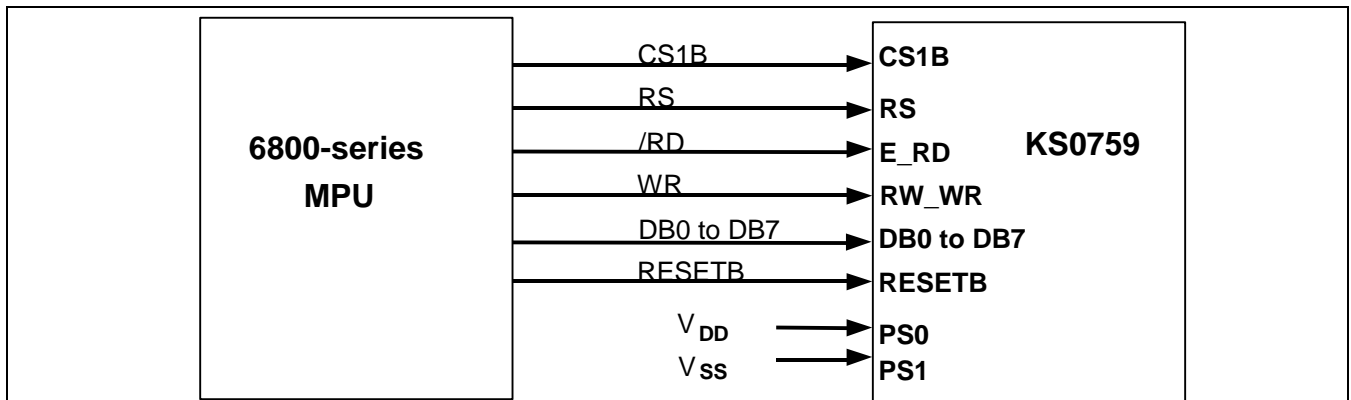 6800-series
MPU
CS1B
RS
/RD
WR
DB0 to DB7
RESETB
VDD
VSS
CS1B
RS
E_RD
RW_WR
DB0 to DB7
RESETB
PS0
PS1
KS0759